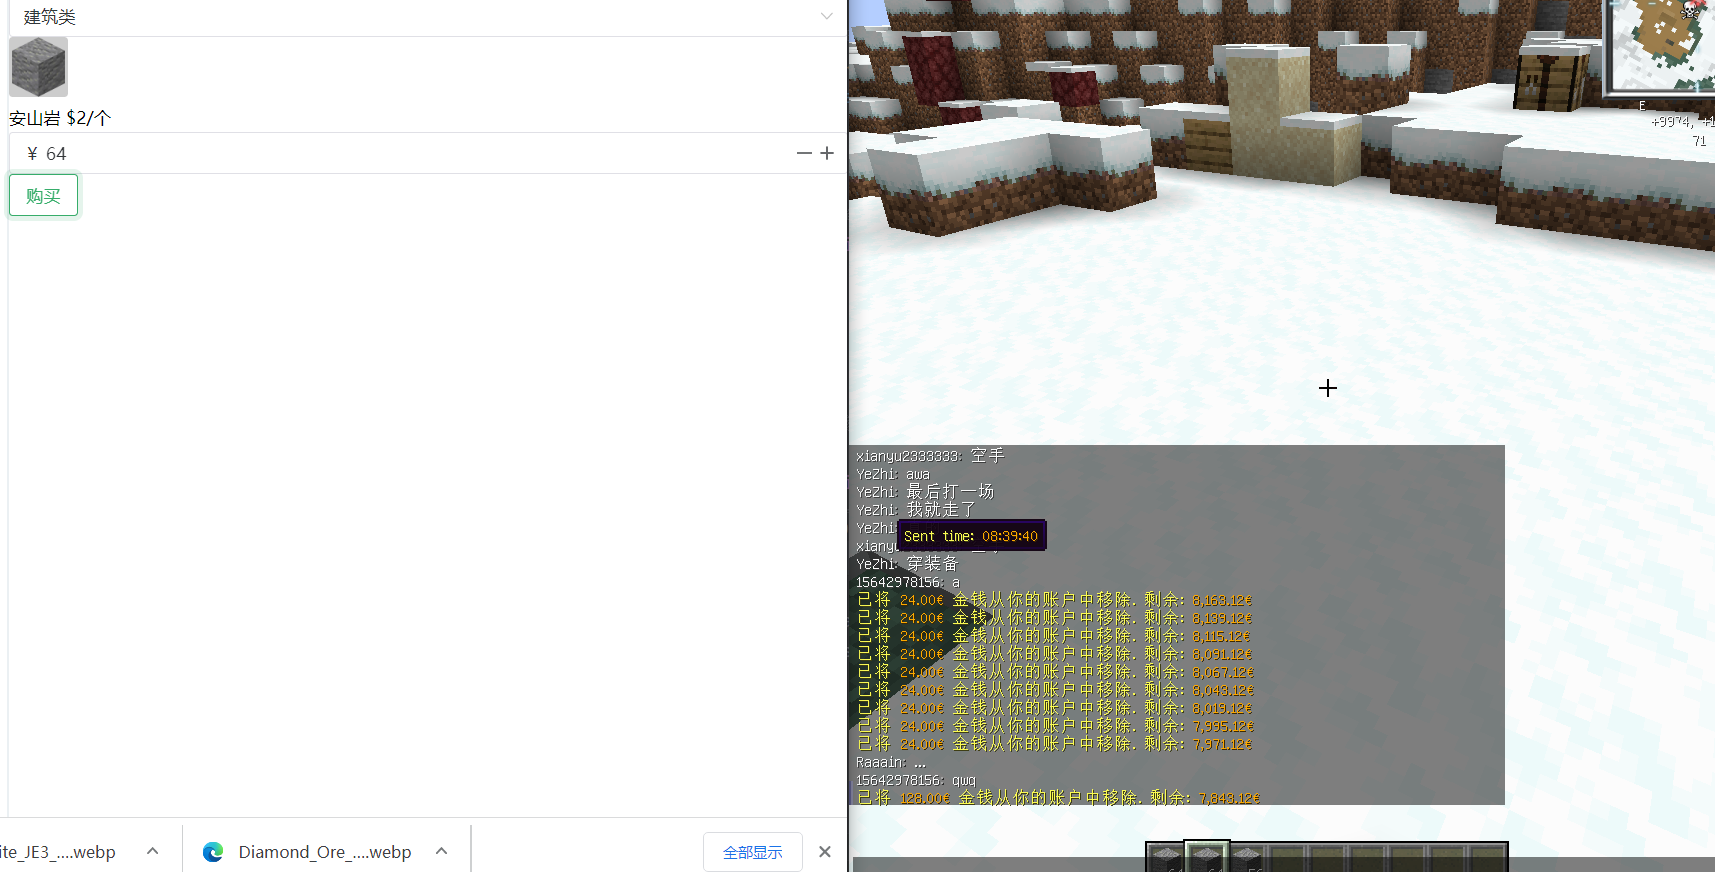 建筑类
安山岩 $2/个
¥ 64
购买
ite_JE3_....webp
Diamond_Ore_....webp
全部显示
E
+9974, +1
71
xianyu2333333: 空手
YeZhi: awa
YeZhi: 最后打一场
YeZhi: 我就走了
YeZhi:
Sent time: 08:39:40
YeZhi: 穿装备
15642978156: a
已将 24.00€ 金钱从你的账户中移除. 剩余: 8,163.12€
已将 24.00€ 金钱从你的账户中移除. 剩余: 8,139.12€
已将 24.00€ 金钱从你的账户中移除. 剩余: 8,115.12€
已将 24.00€ 金钱从你的账户中移除. 剩余: 8,091.12€
已将 24.00€ 金钱从你的账户中移除. 剩余: 8,067.12€
已将 24.00€ 金钱从你的账户中移除. 剩余: 8,043.12€
已将 24.00€ 金钱从你的账户中移除. 剩余: 8,019.12€
已将 24.00€ 金钱从你的账户中移除. 剩余: 7,995.12€
已将 24.00€ 金钱从你的账户中移除. 剩余: 7,971.12€
Raaain: ...
15642978156: qwq
已将 128.00€ 金钱从你的账户中移除. 剩余: 7,843.12€